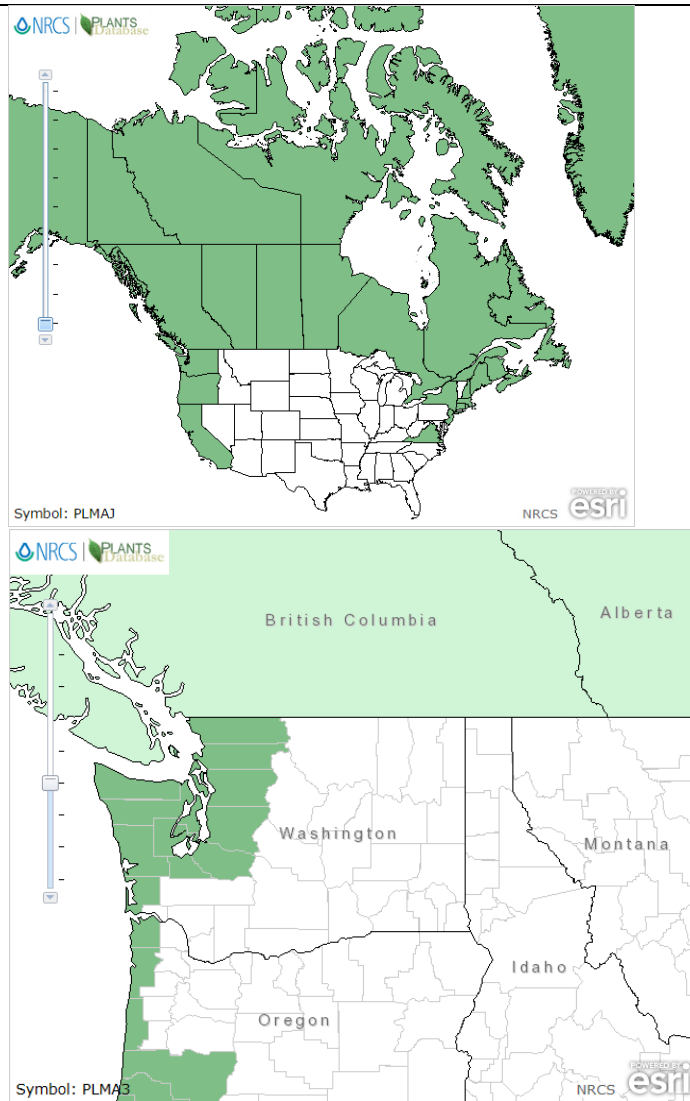 NRCS | PLANTS
Database
Symbol: PLMAJ
NRCS
POWERED BY
esri
NRCS | PLANTS
Database
British Columbia
Alberta
Washington
Montana
Idaho
Oregon
Symbol: PLMA3
NRCS
POWERED BY
esri